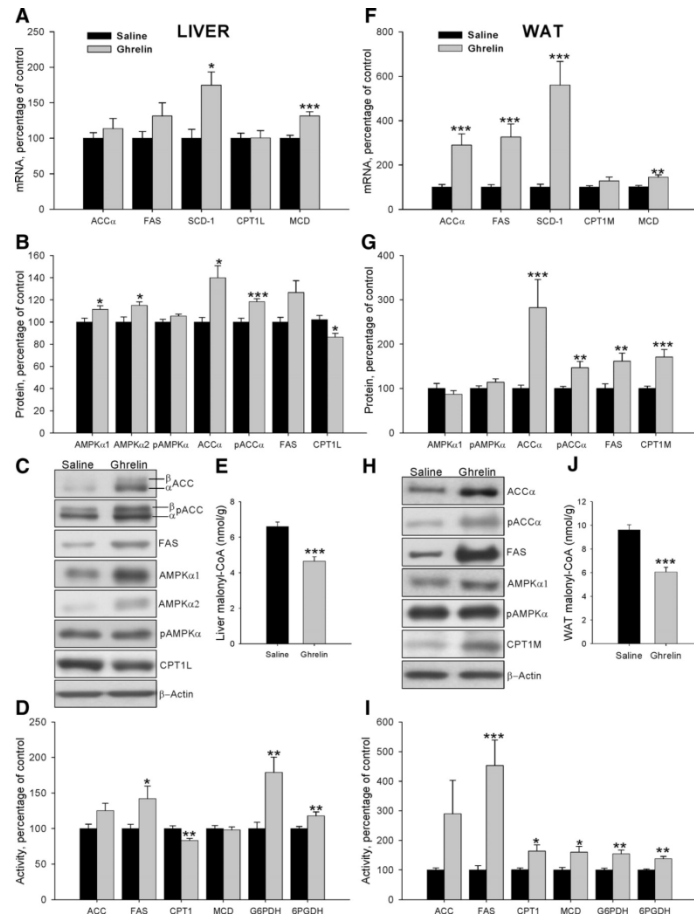 A
LIVER
Saline
Ghrelin
mRNA, percentage of control
200
150
100
50
0
*
***
ACCα FAS SCD-1 CPT1L MCD
B
Protein, percentage of control
160
140
120
100
80
60
40
20
0
* * * *** *
AMPKα1 AMPKα2 pAMPKα ACCα pACCα FAS CPT1L
C
Saline Ghrelin
β
α ACC
β
α pACC
FAS
AMPKα1
AMPKα2
pAMPKα
CPT1L
β-Actin
E
Liver malonyl-CoA (nmol/g)
8
6
4
2
0
***
Saline Ghrelin
D
Activity, percentage of control
250
200
150
100
50
0
* ** ** **
ACC FAS CPT1 MCD G6PDH 6PGDH
F
WAT
Saline
Ghrelin
mRNA, percentage of control
800
600
400
200
0
*** *** *** **
ACCα FAS SCD-1 CPT1M MCD
G
Protein, percentage of control
400
300
200
100
0
*** ** ** ***
AMPKα1 pAMPKα ACCα pACCα FAS CPT1M
H
Saline Ghrelin
ACCα
pACCα
FAS
AMPKα1
pAMPKα
CPT1M
β-Actin
J
WAT malonyl-CoA (nmol/g)
12
10
8
6
4
2
0
***
Saline Ghrelin
I
Activity, percentage of control
600
500
400
300
200
100
0
*** * * ** **
ACC FAS CPT1 MCD G6PDH 6PGDH